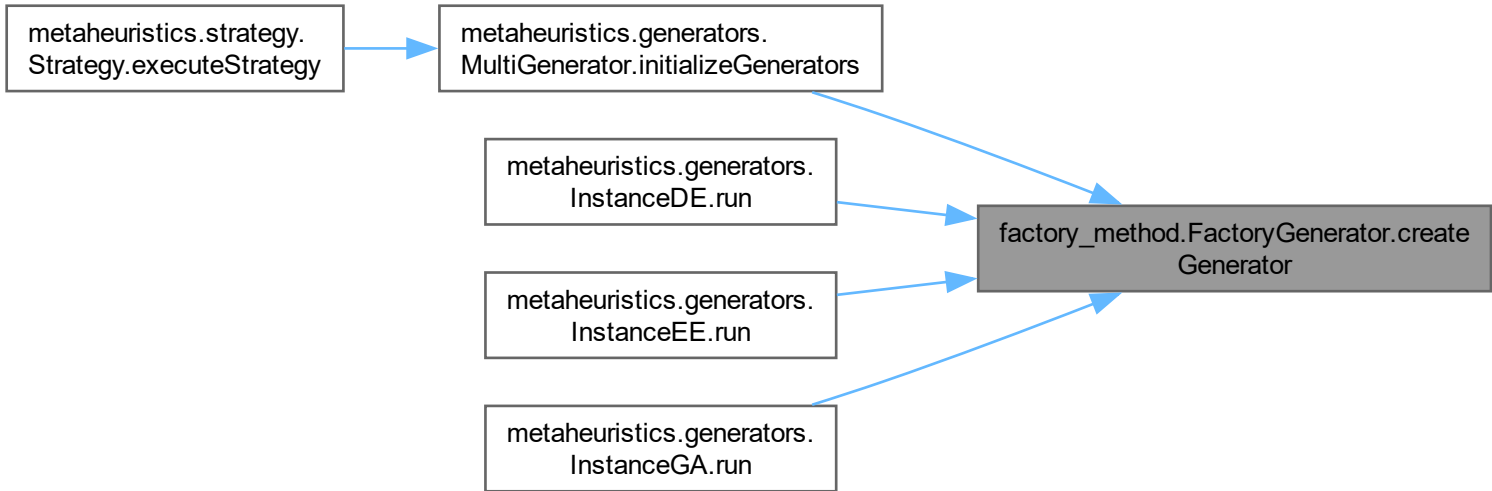 metaheuristics.strategy.
Strategy.executeStrategy
metaheuristics.generators.
MultiGenerator.initializeGenerators
metaheuristics.generators.
InstanceDE.run
metaheuristics.generators.
InstanceEE.run
metaheuristics.generators.
InstanceGA.run
factory_method.FactoryGenerator.create
Generator